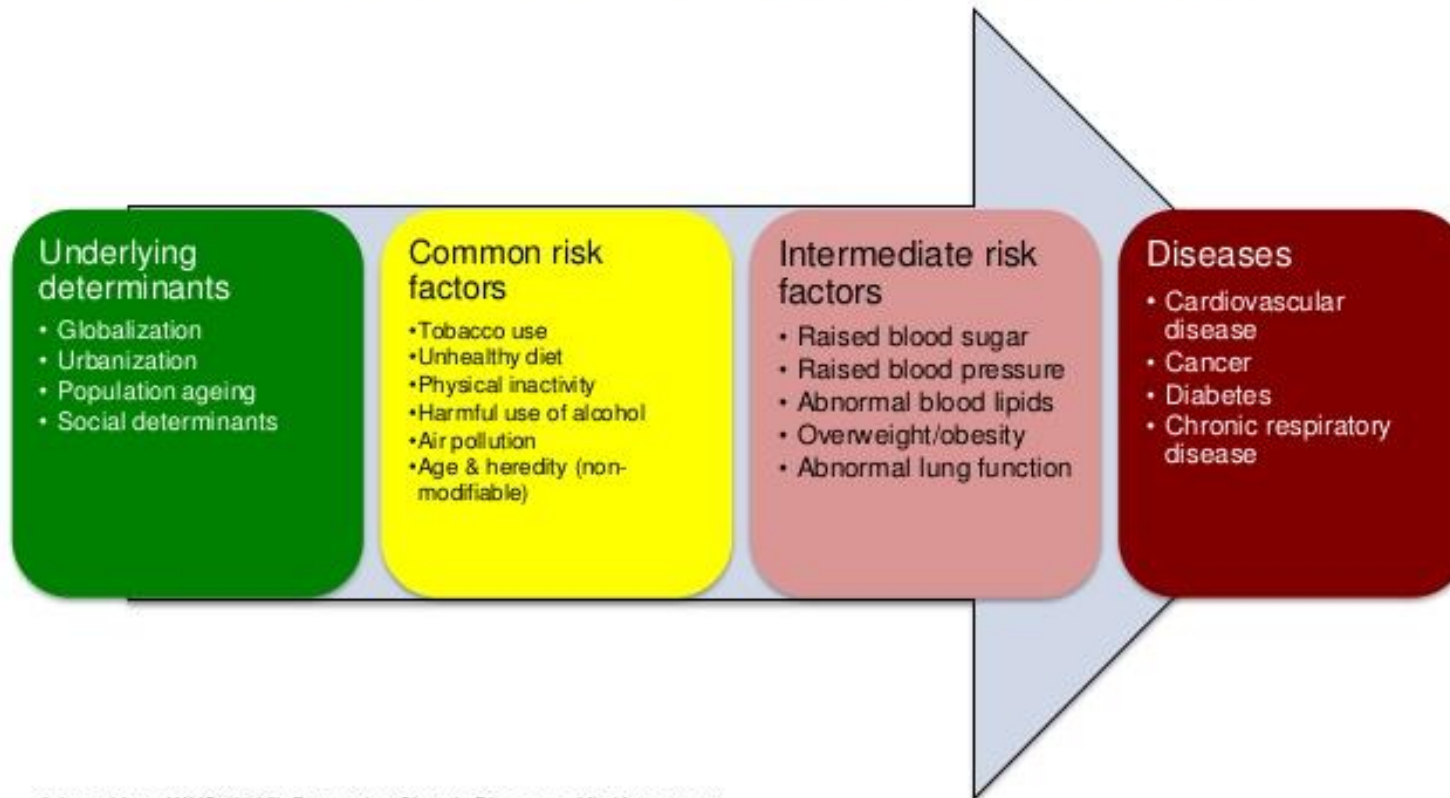 Underlying
determinants
• Globalization
• Urbanization
• Population ageing
• Social determinants
Common risk
factors
•Tobacco use
•Unhealthy diet
•Physical inactivity
•Harmful use of alcohol
•Air pollution
•Age & heredity (non-
modifiable)
Intermediate risk
factors
• Raised blood sugar
• Raised blood pressure
• Abnormal blood lipids
• Overweight/obesity
• Abnormal lung function
Diseases
• Cardiovascular
disease
• Cancer
• Diabetes
• Chronic respiratory
disease